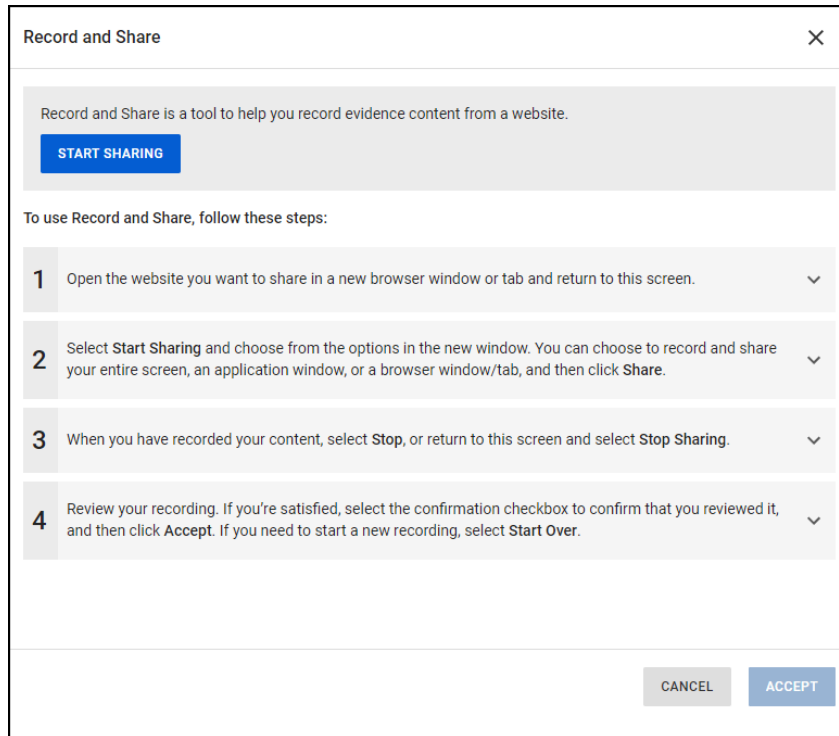 Record and Share
Record and Share is a tool to help you record evidence content from a website.
START SHARING
To use Record and Share, follow these steps:
1
Open the website you want to share in a new browser window or tab and return to this screen.
2
Select Start Sharing and choose from the options in the new window. You can choose to record and share
your entire screen, an application window, or a browser window/tab, and then click Share.
3
When you have recorded your content, select Stop, or return to this screen and select Stop Sharing.
4
Review your recording. If you’re satisfied, select the confirmation checkbox to confirm that you reviewed it,
and then click Accept. If you need to start a new recording, select Start Over.
CANCEL
ACCEPT